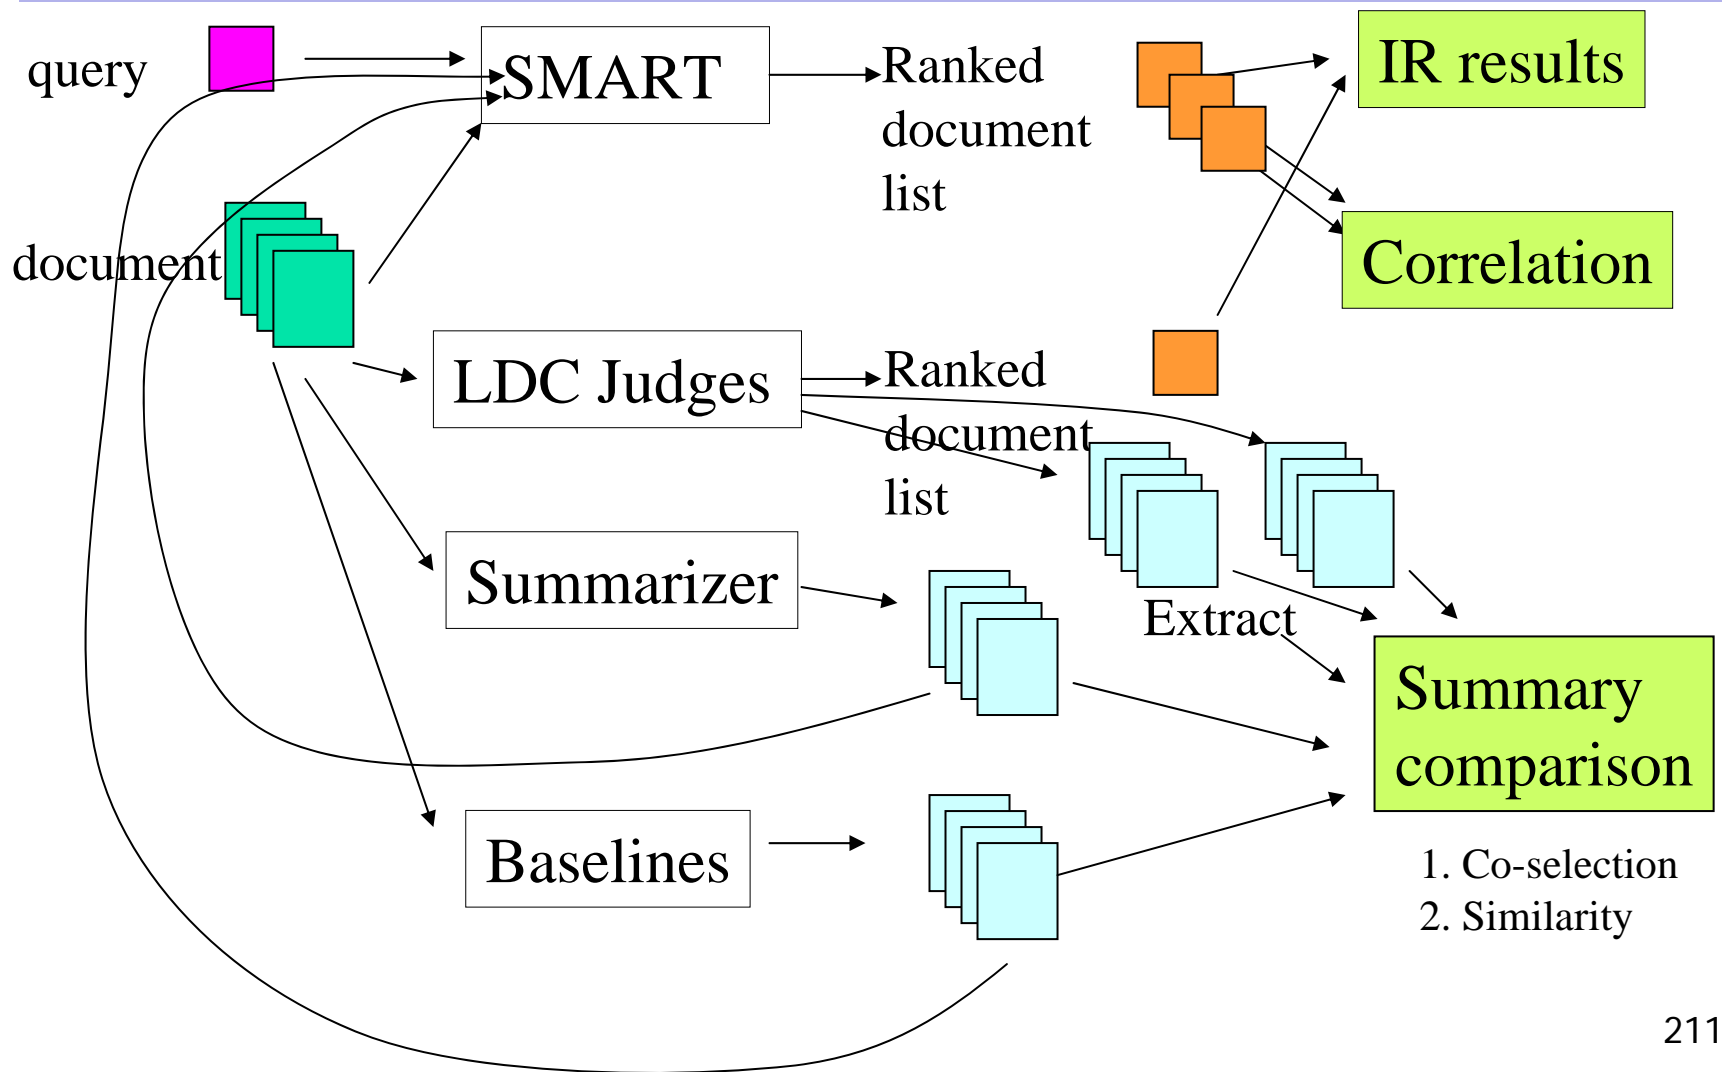 query
SMART
Ranked
document
list
IR results
document
Correlation
LDC Judges
Ranked
document
list
Summarizer
Extract
Summary
comparison
Baselines
1. Co-selection
2. Similarity
211